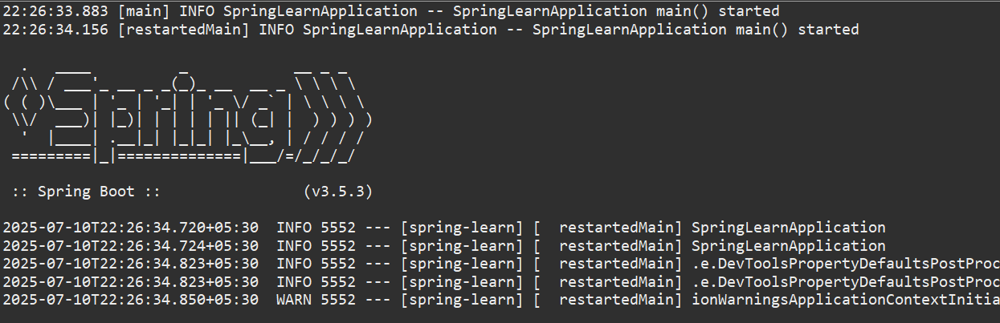 22:26:33.883 [main] INFO SpringLearnApplication -- SpringLearnApplication main() started
22:26:34.156 [restartedMain] INFO SpringLearnApplication -- SpringLearnApplication main() started
  .   ____          _            __ _ _
 /\\ / ___'_ __ _ _(_)_ __  __ _ \ \ \ \
( ( )\___ | '_ | '_| | '_ \/ _` | \ \ \ \
 \\/  ___)| |_)| | | | | || (_| |  ) ) ) )
  '  |____| .__|_| |_|_| |_\__, | / / / /
 =========|_|==============|___/=/_/_/_/
 :: Spring Boot ::                (v3.5.3)
2025-07-10T22:26:34.720+05:30  INFO 5552 --- [spring-learn] [  restartedMain] SpringLearnApplication
2025-07-10T22:26:34.724+05:30  INFO 5552 --- [spring-learn] [  restartedMain] SpringLearnApplication
2025-07-10T22:26:34.823+05:30  INFO 5552 --- [spring-learn] [  restartedMain] .e.DevToolsPropertyDefaultsPostProc
2025-07-10T22:26:34.823+05:30  INFO 5552 --- [spring-learn] [  restartedMain] .e.DevToolsPropertyDefaultsPostProc
2025-07-10T22:26:34.850+05:30  WARN 5552 --- [spring-learn] [  restartedMain] ionWarningsApplicationContextInitia